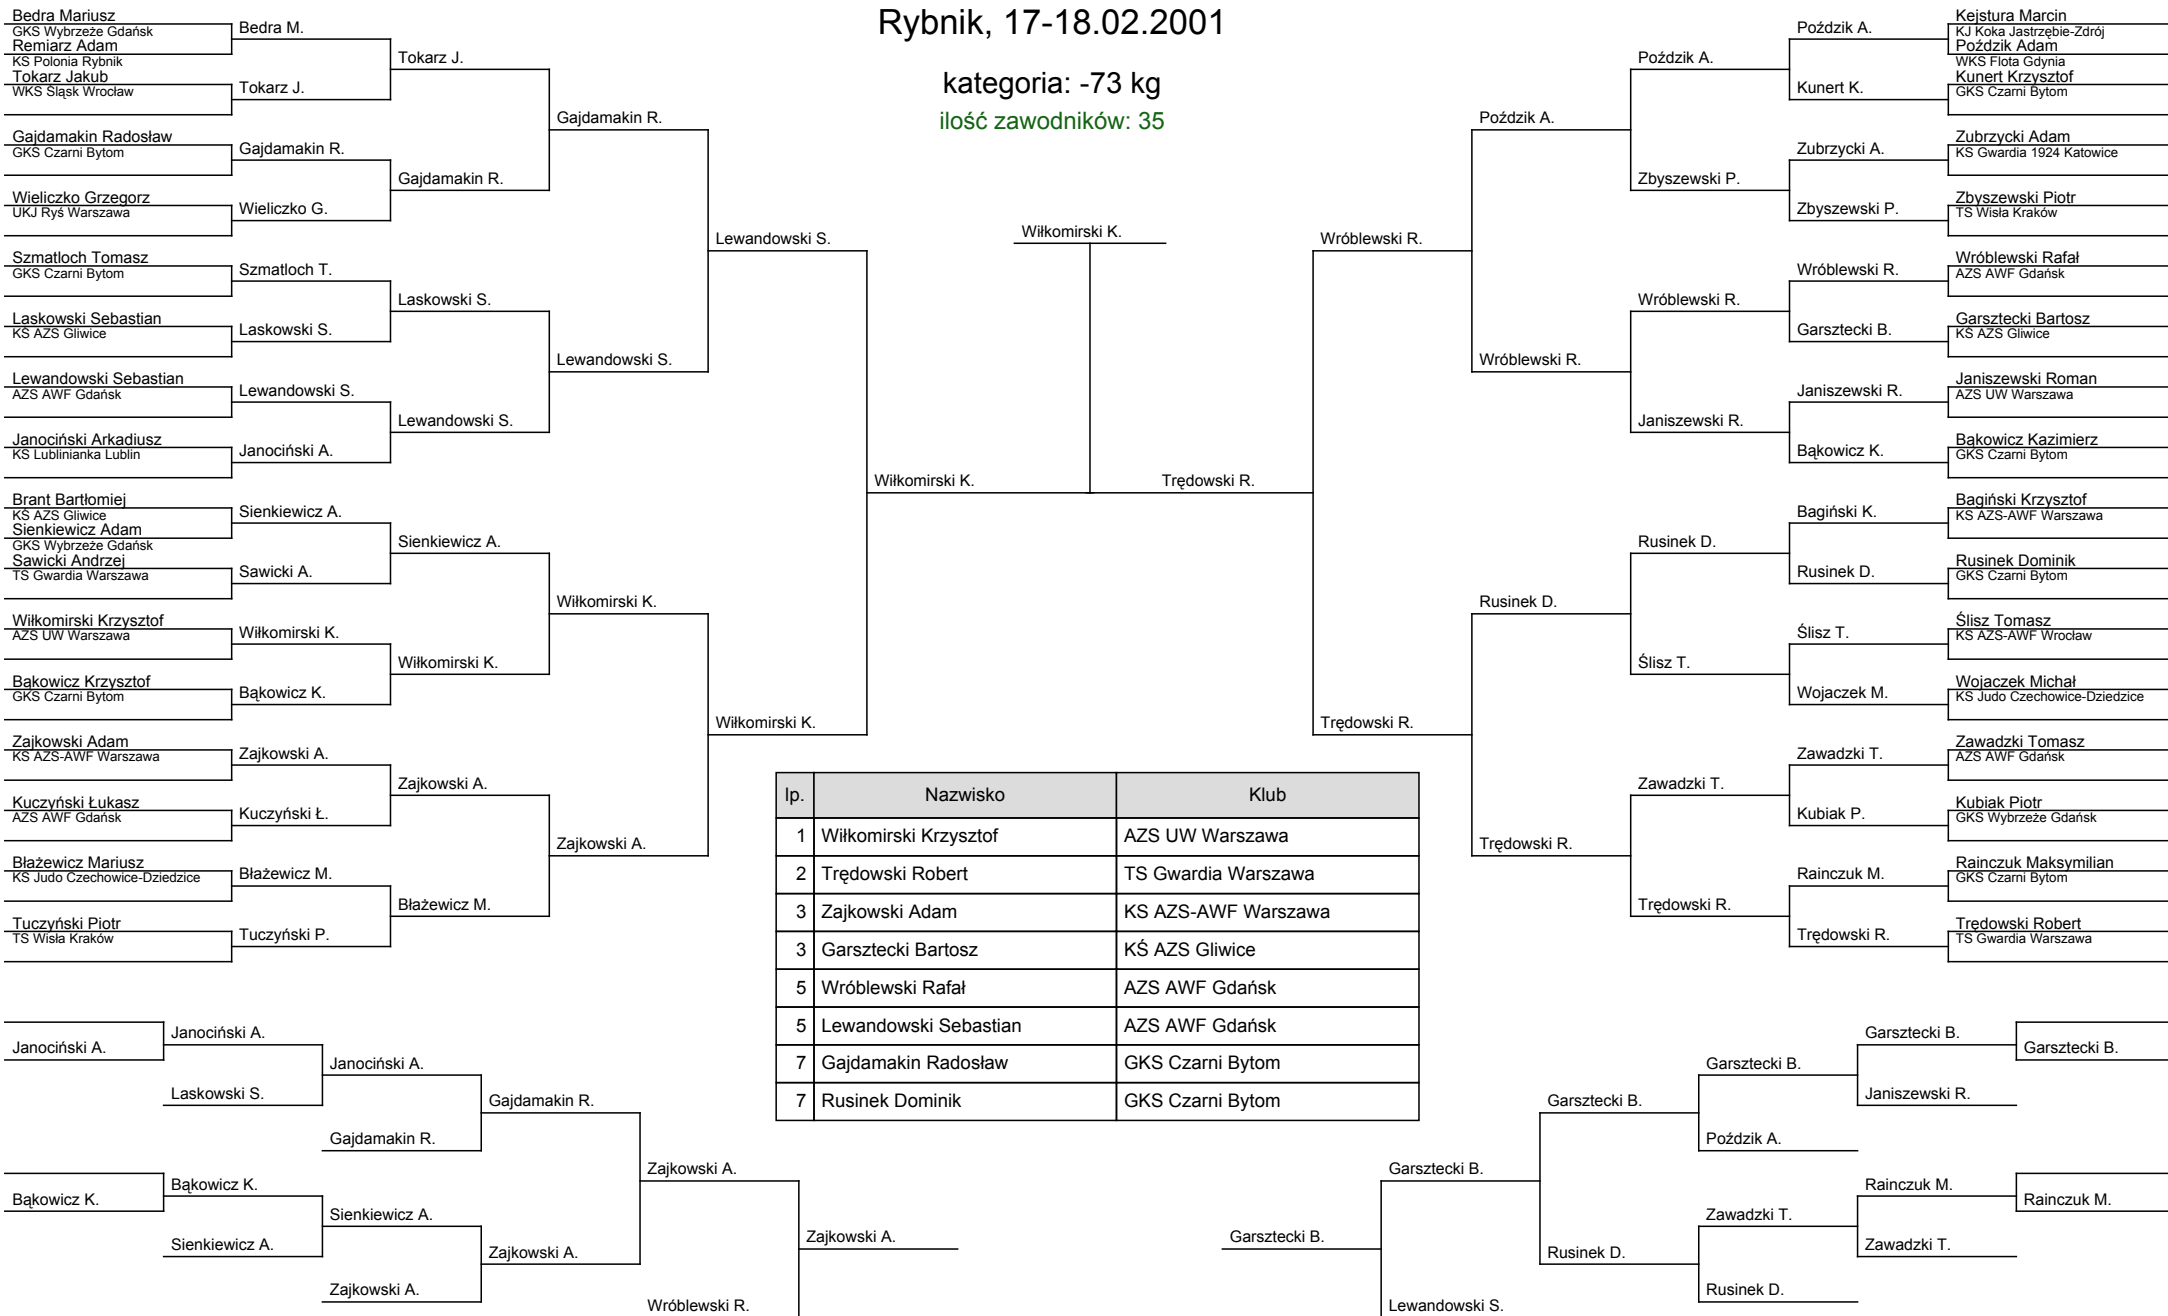 Rybnik, 17-18.02.2001
kategoria: -73 kg
ilość zawodników: 35
Bedra Mariusz
GKS Wybrzeże Gdańsk
Remiarz Adam
KS Polonia Rybnik
Tokarz Jakub
WKS Śląsk Wrocław
Gajdamakin Radosław
GKS Czarni Bytom
Wieliczko Grzegorz
UKJ Ryś Warszawa
Szmatloch Tomasz
GKS Czarni Bytom
Laskowski Sebastian
KŚ AZS Gliwice
Lewandowski Sebastian
AZS AWF Gdańsk
Janociński Arkadiusz
KS Lublinianka Lublin
Brant Bartłomiej
KŚ AZS Gliwice
Sienkiewicz Adam
GKS Wybrzeże Gdańsk
Sawicki Andrzej
TS Gwardia Warszawa
Wiłkomirski Krzysztof
AZS UW Warszawa
Bąkowicz Krzysztof
GKS Czarni Bytom
Zajkowski Adam
KS AZS-AWF Warszawa
Kuczyński Łukasz
AZS AWF Gdańsk
Błażewicz Mariusz
KS Judo Czechowice-Dziedzice
Tuczyński Piotr
TS Wisła Kraków
Bedra M.
Tokarz J.
Gajdamakin R.
Wieliczko G.
Szmatloch T.
Laskowski S.
Lewandowski S.
Janociński A.
Sienkiewicz A.
Sawicki A.
Wiłkomirski K.
Bąkowicz K.
Zajkowski A.
Kuczyński Ł.
Błażewicz M.
Tuczyński P.
Tokarz J.
Gajdamakin R.
Laskowski S.
Lewandowski S.
Sienkiewicz A.
Wiłkomirski K.
Zajkowski A.
Błażewicz M.
Gajdamakin R.
Lewandowski S.
Wiłkomirski K.
Zajkowski A.
Lewandowski S.
Wiłkomirski K.
Wiłkomirski K.
Wiłkomirski K.
Trędowski R.
Wróblewski R.
Trędowski R.
Poździk A.
Wróblewski R.
Rusinek D.
Trędowski R.
Poździk A.
Zbyszewski P.
Wróblewski R.
Janiszewski R.
Rusinek D.
Ślisz T.
Zawadzki T.
Trędowski R.
Poździk A.
Kunert K.
Zubrzycki A.
Zbyszewski P.
Wróblewski R.
Garsztecki B.
Janiszewski R.
Bąkowicz K.
Bagiński K.
Rusinek D.
Ślisz T.
Wojaczek M.
Zawadzki T.
Kubiak P.
Rainczuk M.
Trędowski R.
Kejstura Marcin
KJ Koka Jastrzębie-Zdrój
Poździk Adam
WKS Flota Gdynia
Kunert Krzysztof
GKS Czarni Bytom
Zubrzycki Adam
KS Gwardia 1924 Katowice
Zbyszewski Piotr
TS Wisła Kraków
Wróblewski Rafał
AZS AWF Gdańsk
Garsztecki Bartosz
KŚ AZS Gliwice
Janiszewski Roman
AZS UW Warszawa
Bąkowicz Kazimierz
GKS Czarni Bytom
Bagiński Krzysztof
KS AZS-AWF Warszawa
Rusinek Dominik
GKS Czarni Bytom
Ślisz Tomasz
KS AZS-AWF Wrocław
Wojaczek Michał
KS Judo Czechowice-Dziedzice
Zawadzki Tomasz
AZS AWF Gdańsk
Kubiak Piotr
GKS Wybrzeże Gdańsk
Rainczuk Maksymilian
GKS Czarni Bytom
Trędowski Robert
TS Gwardia Warszawa
lp. Nazwisko Klub
1 Wiłkomirski Krzysztof AZS UW Warszawa
2 Trędowski Robert TS Gwardia Warszawa
3 Zajkowski Adam KS AZS-AWF Warszawa
3 Garsztecki Bartosz KŚ AZS Gliwice
5 Wróblewski Rafał AZS AWF Gdańsk
5 Lewandowski Sebastian AZS AWF Gdańsk
7 Gajdamakin Radosław GKS Czarni Bytom
7 Rusinek Dominik GKS Czarni Bytom
Janociński A.
Bąkowicz K.
Janociński A.
Laskowski S.
Bąkowicz K.
Sienkiewicz A.
Janociński A.
Gajdamakin R.
Sienkiewicz A.
Zajkowski A.
Gajdamakin R.
Zajkowski A.
Zajkowski A.
Wróblewski R.
Zajkowski A.
Garsztecki B.
Garsztecki B.
Lewandowski S.
Garsztecki B.
Rusinek D.
Garsztecki B.
Poździk A.
Zawadzki T.
Rusinek D.
Garsztecki B.
Janiszewski R.
Rainczuk M.
Zawadzki T.
Garsztecki B.
Rainczuk M.